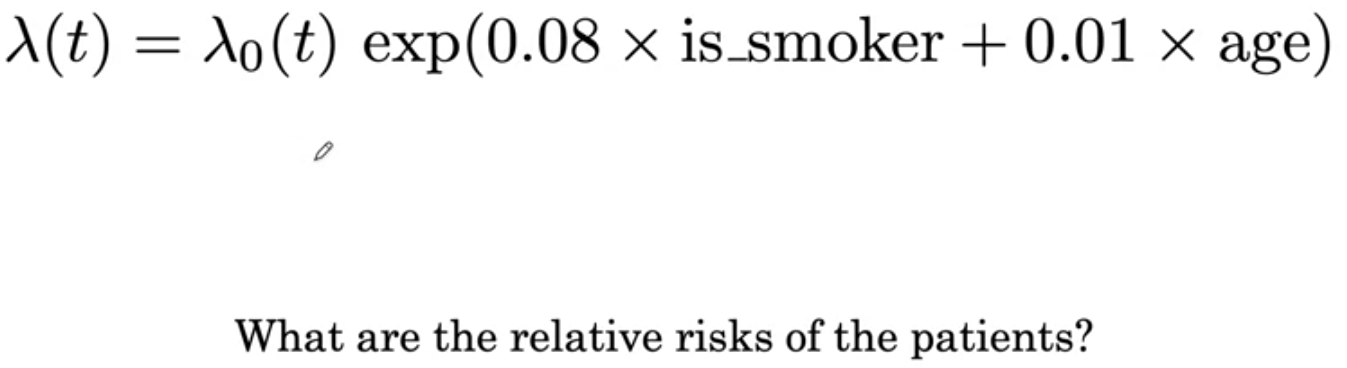 λ(t) = λ₀(t) exp(0.08 × is_smoker + 0.01 × age)
What are the relative risks of the patients?